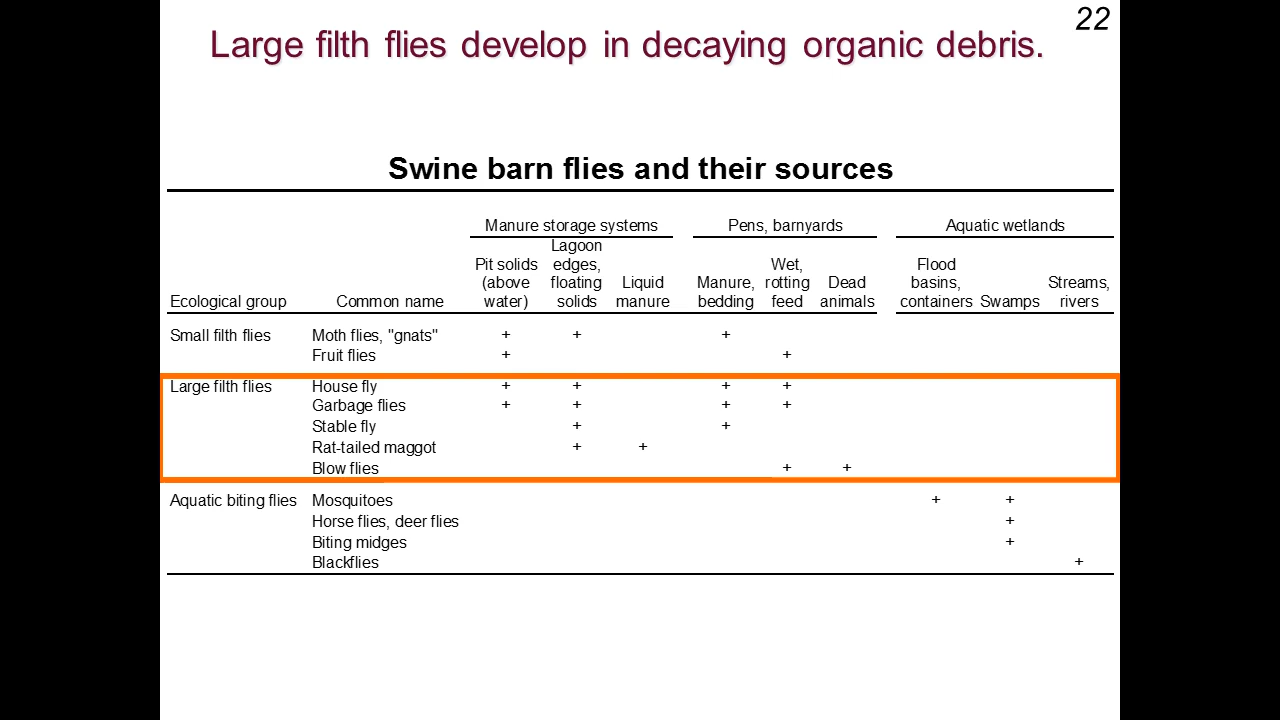 22
Large filth flies develop in decaying organic debris.
Swine barn flies and their sources
Manure storage systems Pens, barnyards Aquatic wetlands
Lagoon
Pit solids edges, Wet, Flood
(above floating Liquid Manure, rotting Dead basins, Streams,
Ecological group Common name water) solids manure bedding feed animals containers Swamps rivers
Small filth flies Moth flies, "gnats" + + +
Fruit flies + +
Large filth flies House fly + + + +
Garbage flies + + + +
Stable fly + +
Rat-tailed maggot + +
Blow flies + +
Aquatic biting flies Mosquitoes + +
Horse flies, deer flies +
Biting midges +
Blackflies +